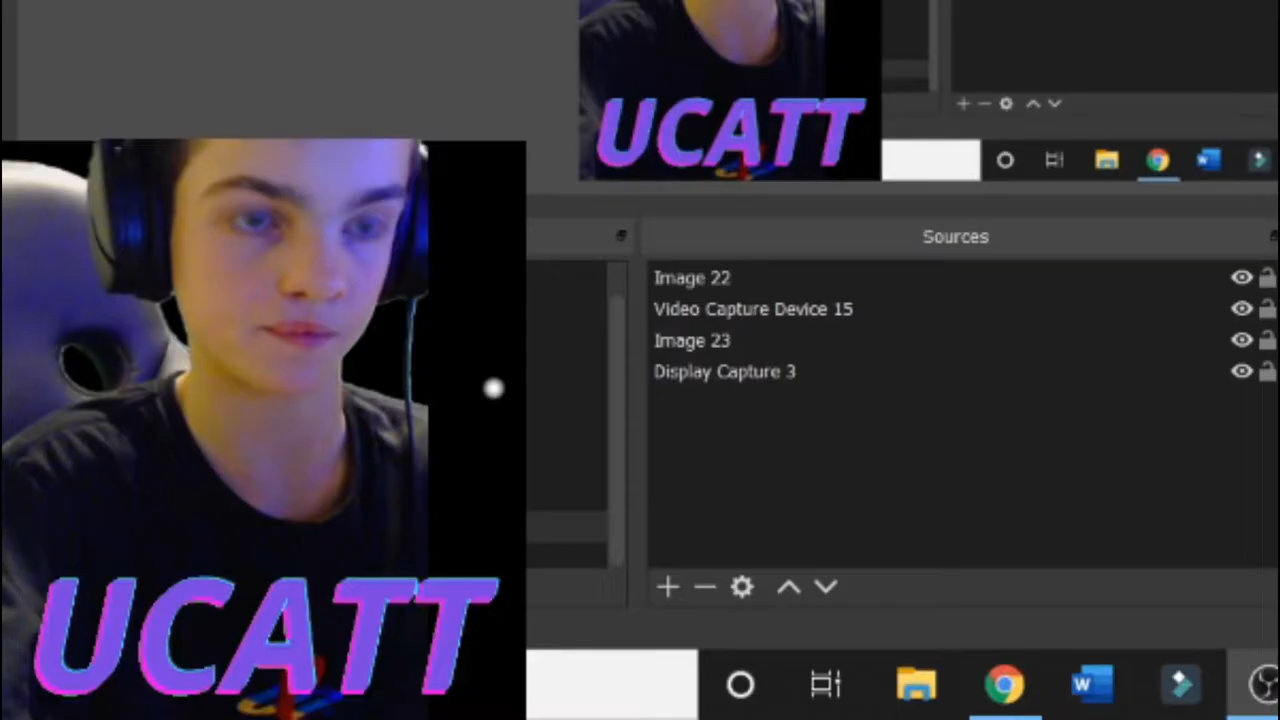 UCATT
Sources
Image 22
Video Capture Device 15
Image 23
Display Capture 3
UCATT
W